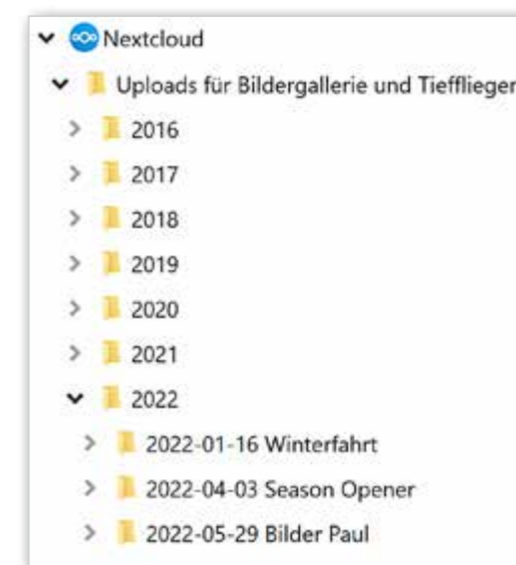 Nextcloud
Uploads für Bildergallerie und Tiefflieger
2016
2017
2018
2019
2020
2021
2022
2022-01-16 Winterfahrt
2022-04-03 Season Opener
2022-05-29 Bilder Paul